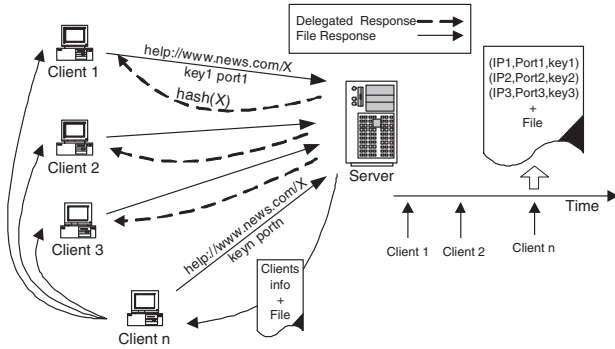 Delegated Response
File Response
help://www.news.com/X
key1 port1
hash(X)
Client 1
Client 2
Client 3
Client n
help://www.news.com/X
keyn portn
Server
Clients
info
+
File
(IP1,Port1,key1)
(IP2,Port2,key2)
(IP3,Port3,key3)
+
File
Time
Client 1
Client 2
Client n